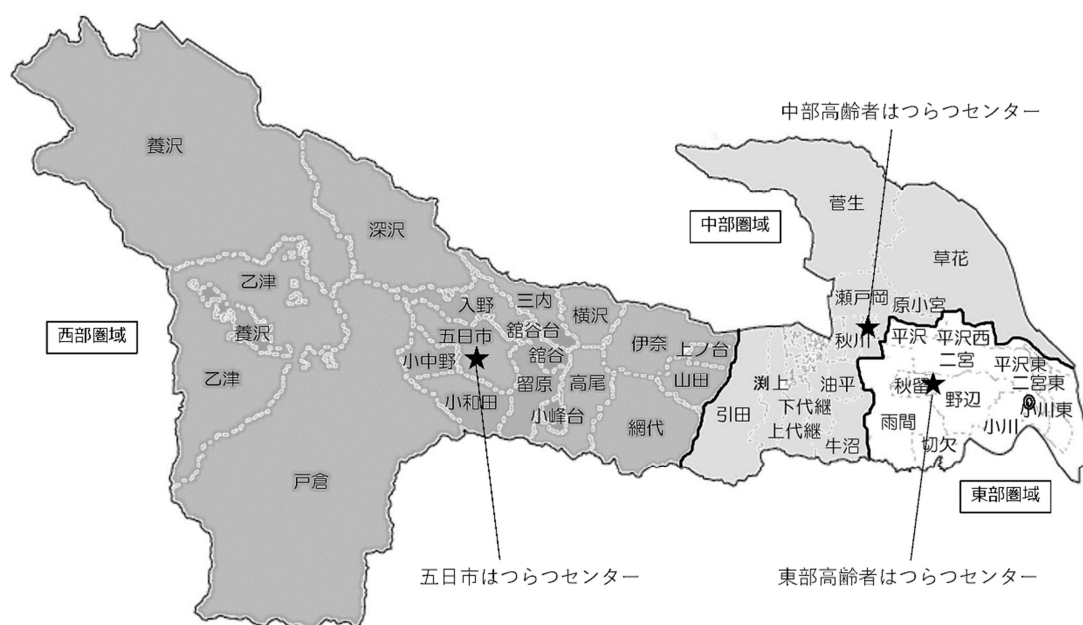 中部高齢者はつらつセンター
養沢
菅生
中部圏域
深沢
草花
乙津
瀬戸岡
原小宮
三内
入野
横沢
西部圏域
養沢
五日市
舘谷台
秋川
平沢
平沢西
伊奈
上ノ台
小中野
舘谷
二宮
平沢東
乙津
留原
高尾
山田
渕上
油平
秋留
二宮東
小和田
小峰台
下代継
野辺
小川東
引田
網代
上代継
雨間
小川
牛沼
切欠
戸倉
東部圏域
五日市はつらつセンター
東部高齢者はつらつセンター